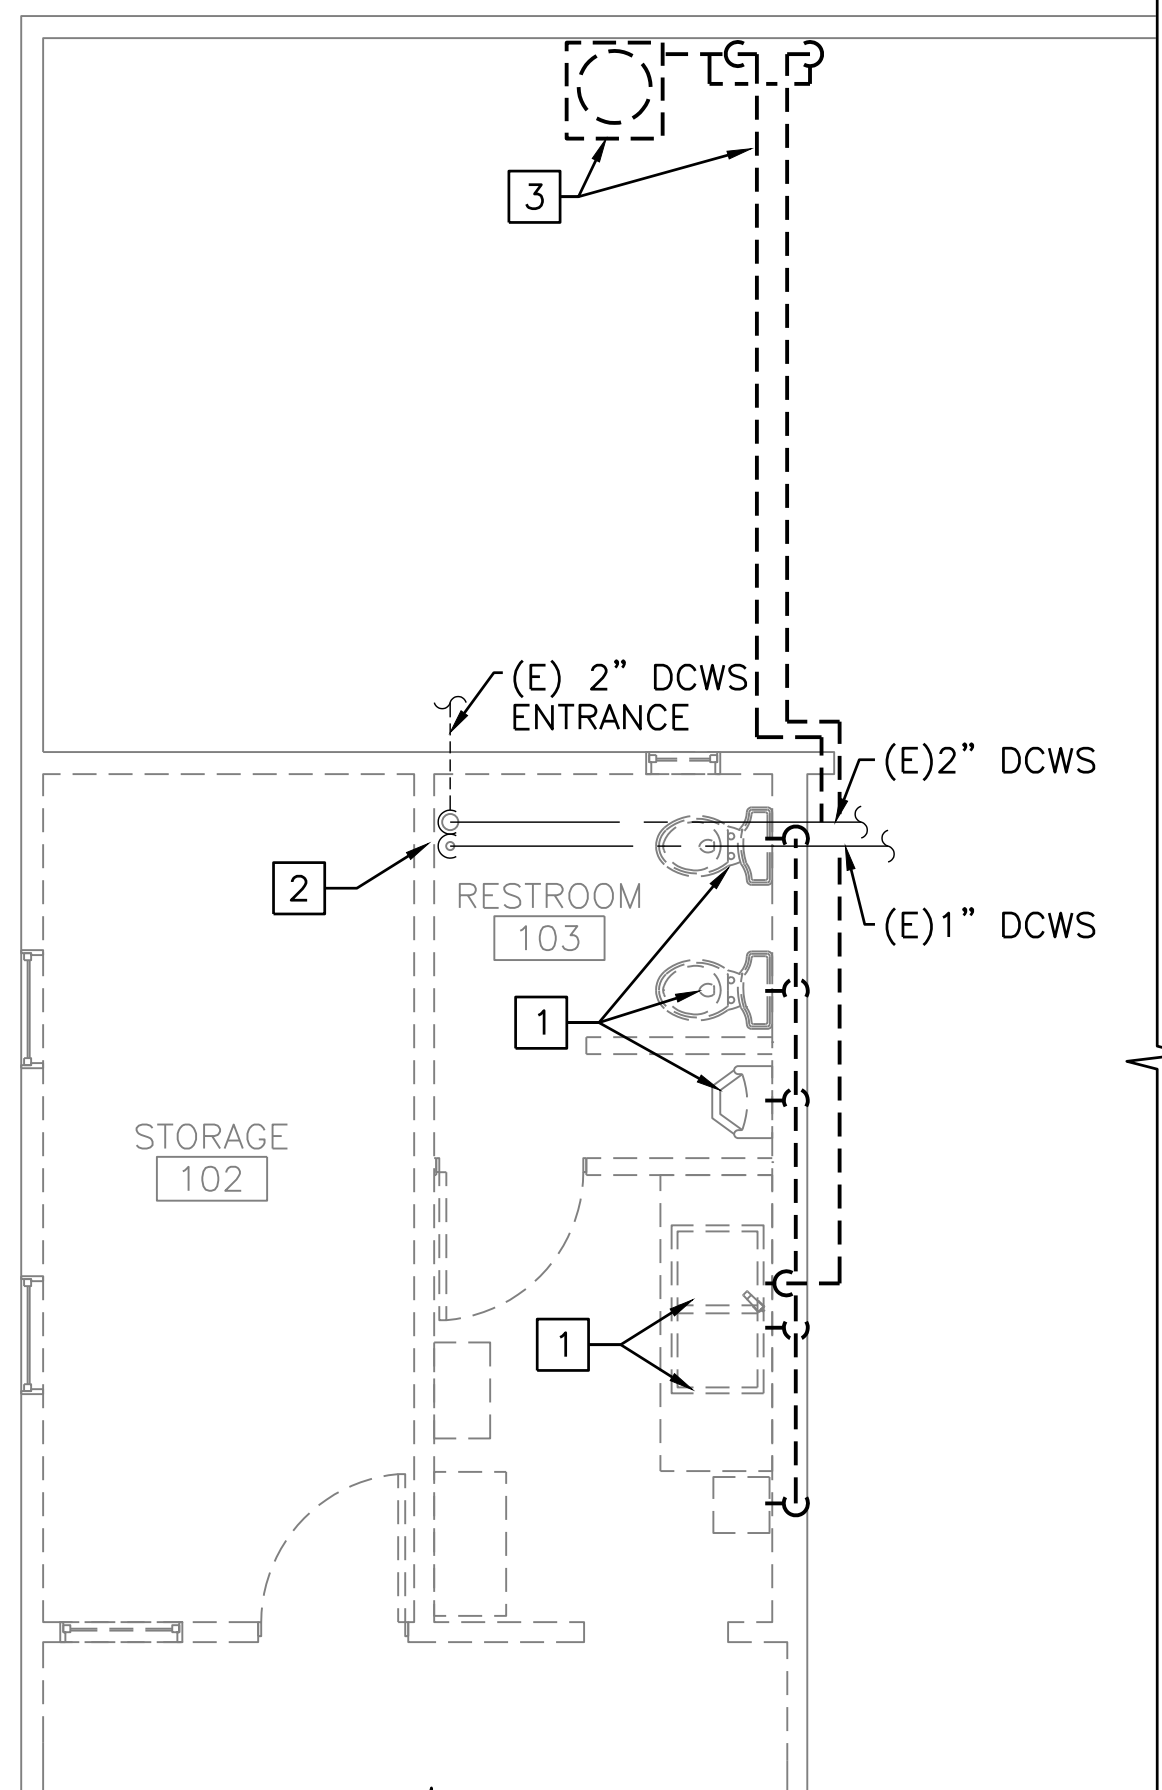 3
(E) 2" DCWS
ENTRANCE
(E)2" DCWS
2
RESTROOM
103
(E)1" DCWS
1
STORAGE
102
1